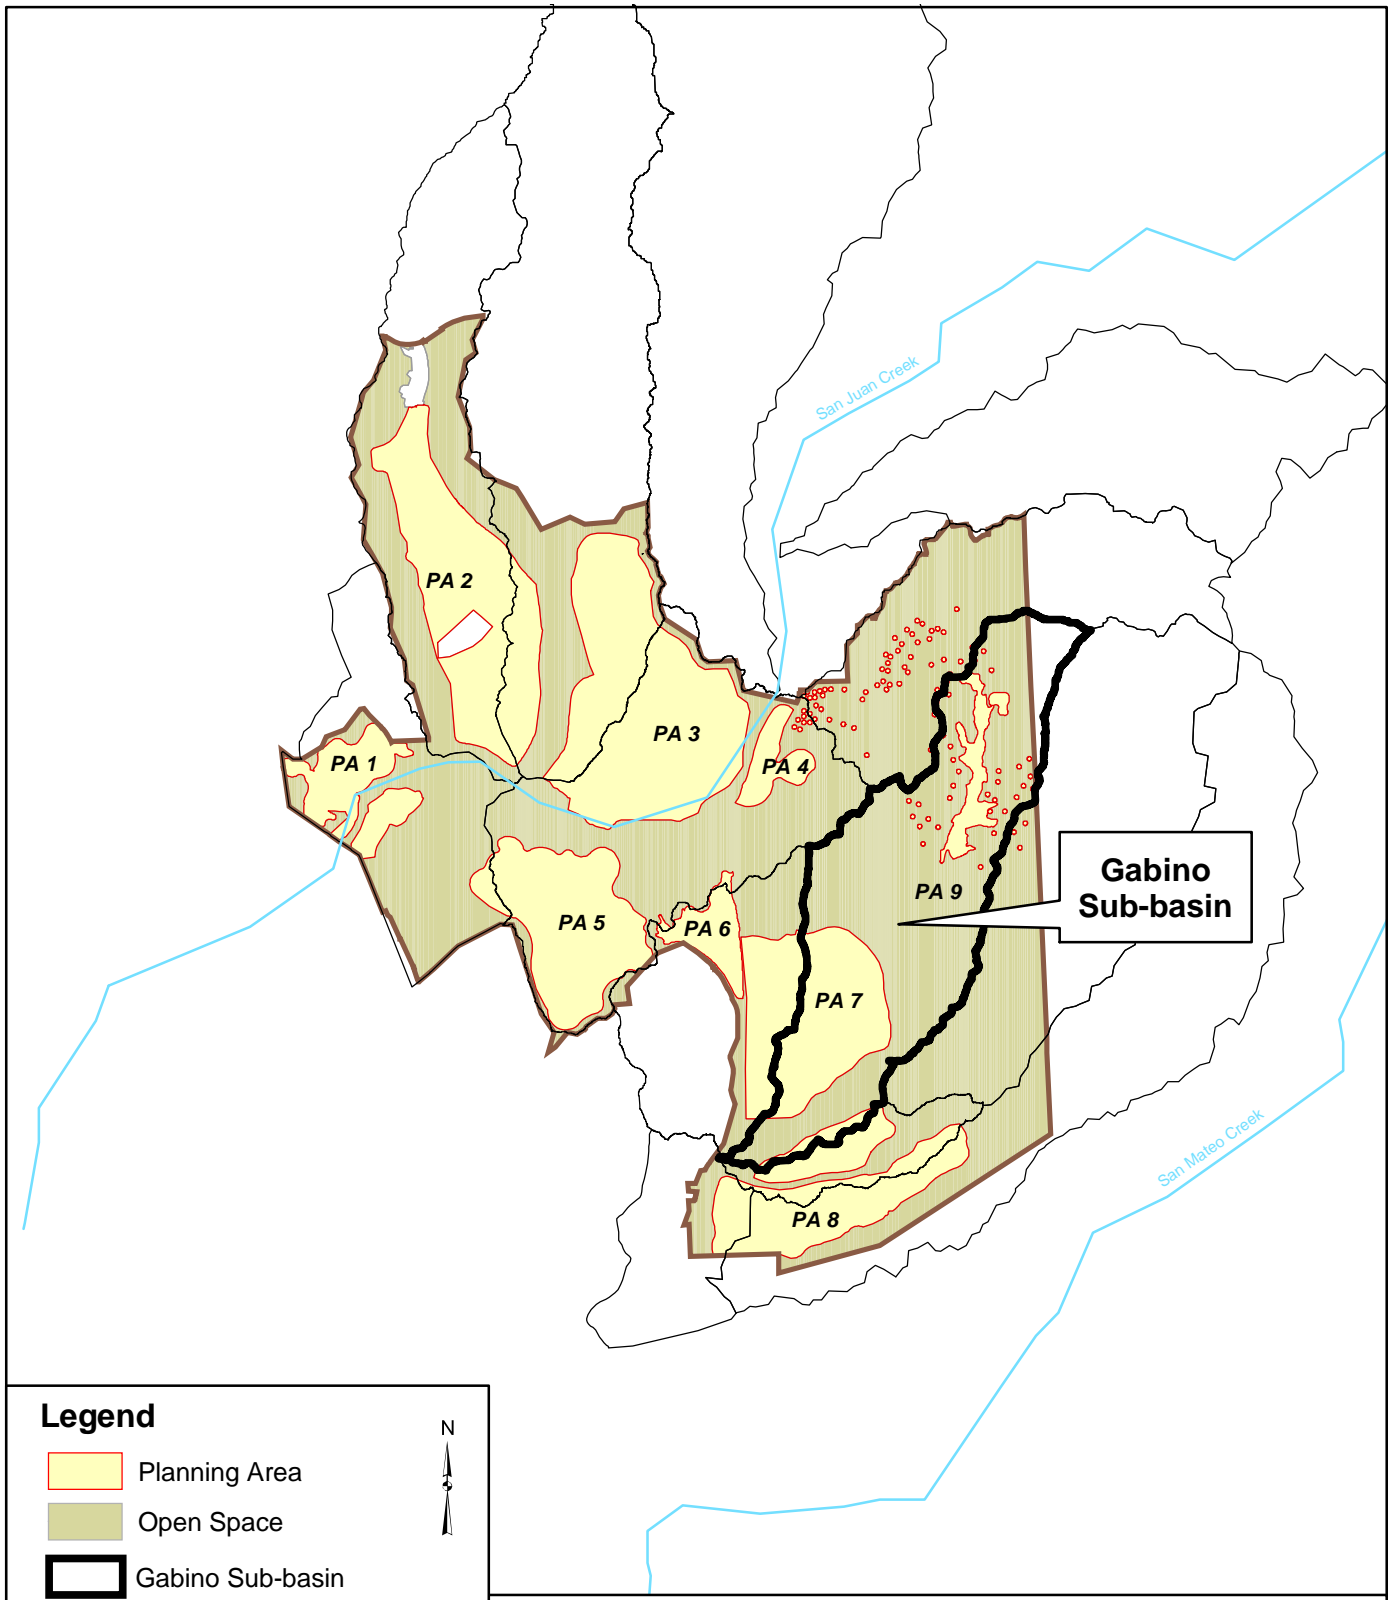 San Juan Creek
PA 2
PA 3
PA 1
PA 4
Gabino
Sub-basin
PA 9
PA 5
PA 6
PA 7
San Mateo Creek
PA 8
Legend
N
Planning Area
Open Space
Gabino Sub-basin